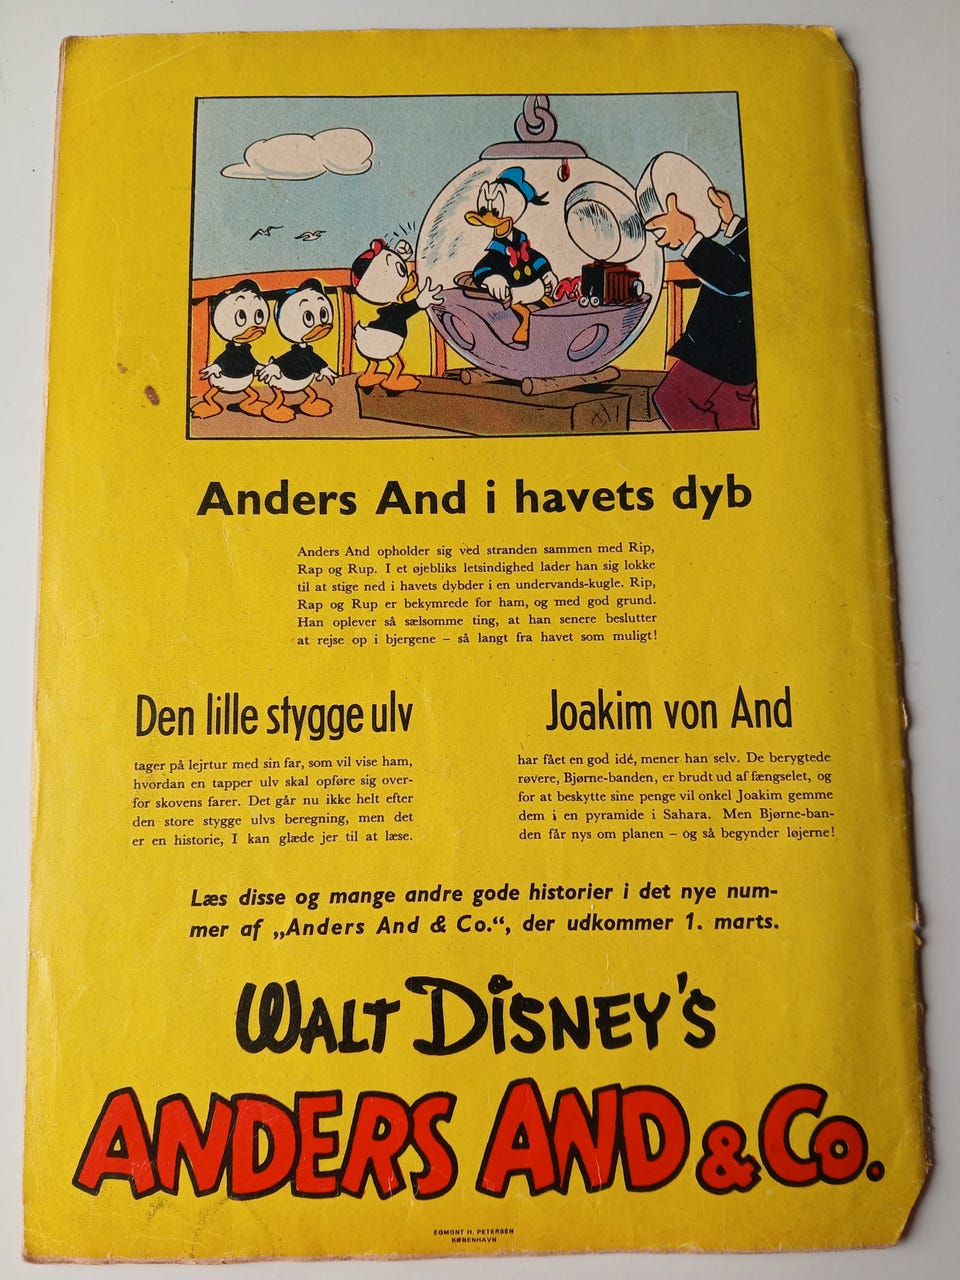 Anders And i havets dyb
Anders And opholder sig ved stranden sammen med Rip,
Rap og Rup. I et øjebliks letsindighed lader han sig lokke
til at stige ned i havets dybder i en undervands-kugle. Rip,
Rap og Rup er bekymrede for ham, og med god grund.
Han oplever så sælsomme ting, at han senere beslutter
at rejse op i bjergene – så langt fra havet som muligt!
Den lille stygge ulv
tager på lejrtur med sin far, som vil vise ham,
hvordan en tapper ulv skal opføre sig over-
for skovens farer. Det går nu ikke helt efter
den store stygge ulvs beregning, men det
er en historie, I kan glæde jer til at læse.
Joakim von And
har fået en god idé, mener han selv. De berygtede
røvere, Bjørne-banden, er brudt ud af fængselet, og
for at beskytte sine penge vil onkel Joakim gemme
dem i en pyramide i Sahara. Men Bjørne-ban-
den får nys om planen – og så begynder løjerne!
Læs disse og mange andre gode historier i det nye num-
mer af „Anders And & Co.“, der udkommer 1. marts.
WALT DISNEY'S
ANDERS AND & Co.
EGMONT H. PETERSEN
KØBENHAVN